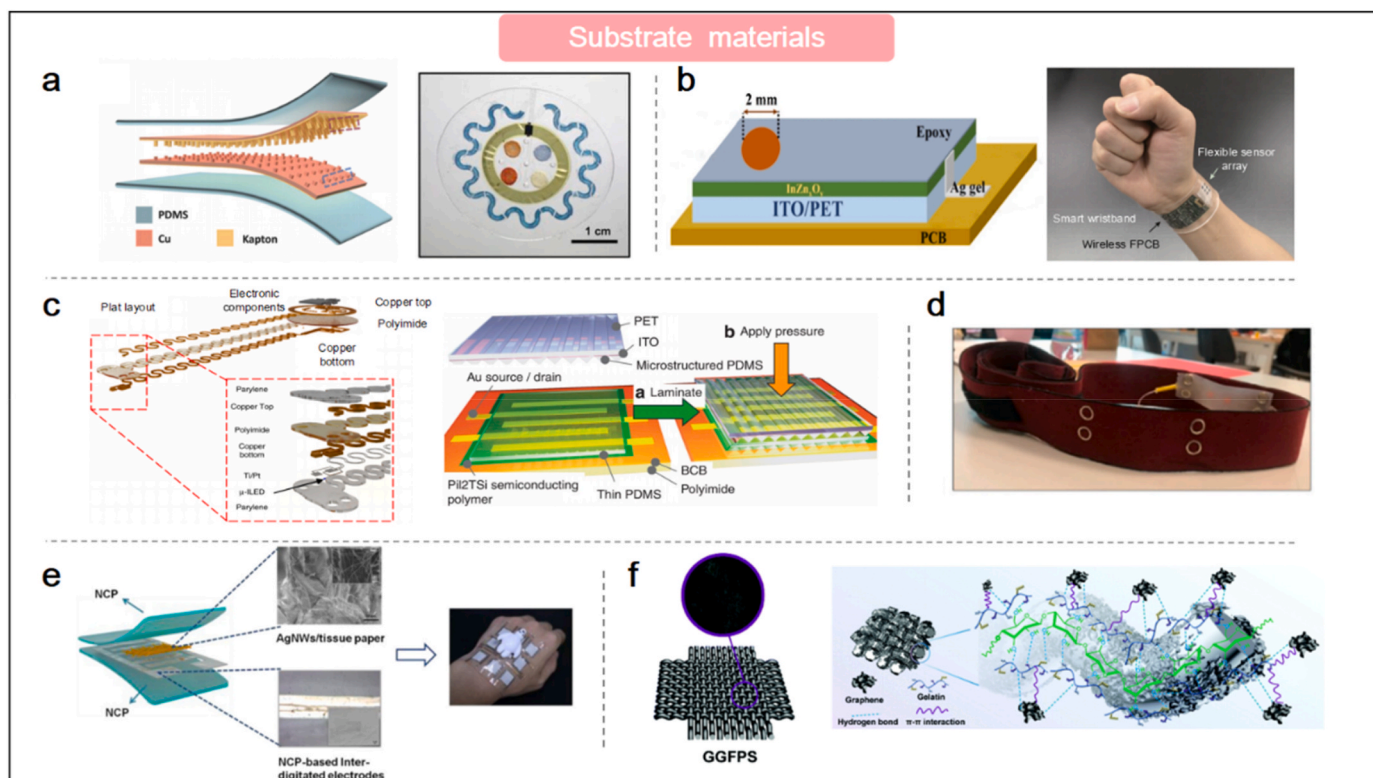 Substrate materials
a
PDMS
Cu
Kapton
1 cm
b
2 mm
Epoxy
InZn₂O₃
Ag gel
ITO/PET
PCB
Flexible sensor
array
Smart wristband
Wireless FPCB
c
Plat layout
Electronic
components
Copper top
Polyimide
Copper
bottom
Parylene
Copper Top
Polyimide
Copper
bottom
Ti/Pt
μ-ILED
Parylene
PET
ITO
Microstructured PDMS
b Apply pressure
Au source / drain
a Laminate
BCB
Polyimide
PiI2TSi semiconducting
polymer
Thin PDMS
d
e
NCP
NCP
AgNWs/tissue paper
NCP-based Inter-
digitated electrodes
f
GGFPS
Graphene
Gelatin
Hydrogen bond
π-π interaction